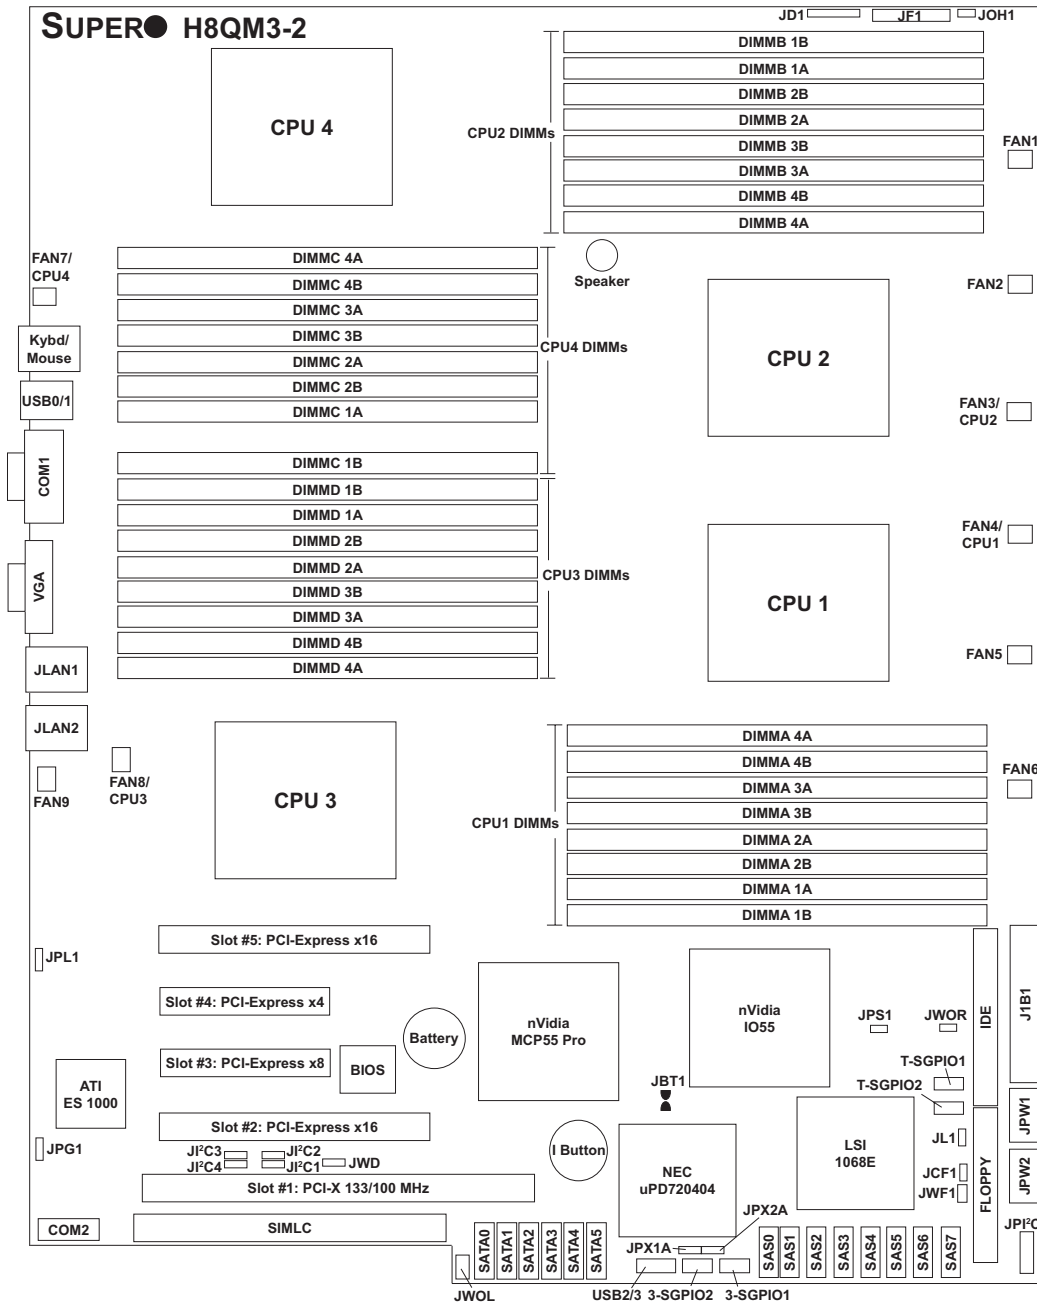 SUPER● H8QM3-2
JD1
JF1
JOH1
DIMMB 1B
DIMMB 1A
DIMMB 2B
DIMMB 2A
DIMMB 3B
DIMMB 3A
DIMMB 4B
DIMMB 4A
CPU 4
CPU2 DIMMs
FAN1
FAN7/
CPU4
Speaker
FAN2
DIMMC 4A
DIMMC 4B
DIMMC 3A
DIMMC 3B
DIMMC 2A
DIMMC 2B
DIMMC 1A
DIMMC 1B
CPU4 DIMMs
Kybd/
Mouse
USB0/1
COM1
CPU 2
FAN3/
CPU2
DIMMD 1B
DIMMD 1A
DIMMD 2B
DIMMD 2A
DIMMD 3B
DIMMD 3A
DIMMD 4B
DIMMD 4A
CPU3 DIMMs
FAN4/
CPU1
CPU 1
VGA
JLAN1
FAN5
JLAN2
FAN9
FAN8/
CPU3
CPU 3
CPU1 DIMMs
DIMMA 4A
DIMMA 4B
DIMMA 3A
DIMMA 3B
DIMMA 2A
DIMMA 2B
DIMMA 1A
DIMMA 1B
FAN6
Slot #5: PCI-Express x16
JPL1
Slot #4: PCI-Express x4
Battery
nVidia
MCP55 Pro
nVidia
IO55
JPS1
JWOR
IDE
J1B1
Slot #3: PCI-Express x8
BIOS
T-SGPIO1
T-SGPIO2
ATI
ES 1000
JBT1
JPW1
Slot #2: PCI-Express x16
JPG1
JI²C3
JI²C2
JI²C4
JI²C1
JWD
I Button
NEC
uPD720404
LSI
1068E
JL1
JCF1
JWF1
FLOPPY
JPW2
Slot #1: PCI-X 133/100 MHz
COM2
SIMLC
JPX2A
JPX1A
JPI²C
SATA0
SATA1
SATA2
SATA3
SATA4
SATA5
SAS0
SAS1
SAS2
SAS3
SAS4
SAS5
SAS6
SAS7
JWOL
USB2/3
3-SGPIO2
3-SGPIO1